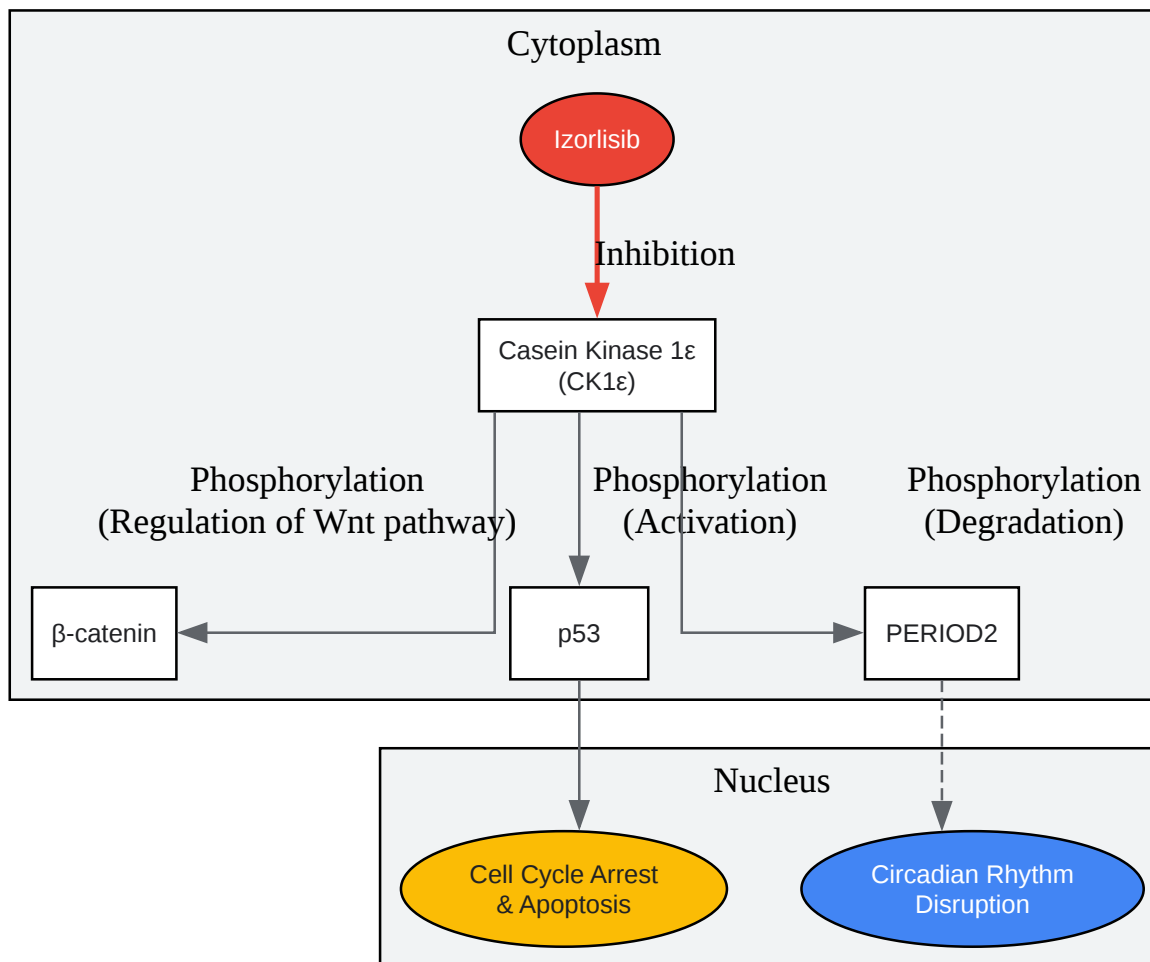 Cytoplasm
Izorlisib
Inhibition
Casein Kinase 1ε
(CK1ε)
Phosphorylation
(Regulation of Wnt pathway)
Phosphorylation
(Activation)
Phosphorylation
(Degradation)
β-catenin
p53
PERIOD2
Nucleus
Cell Cycle Arrest
& Apoptosis
Circadian Rhythm
Disruption